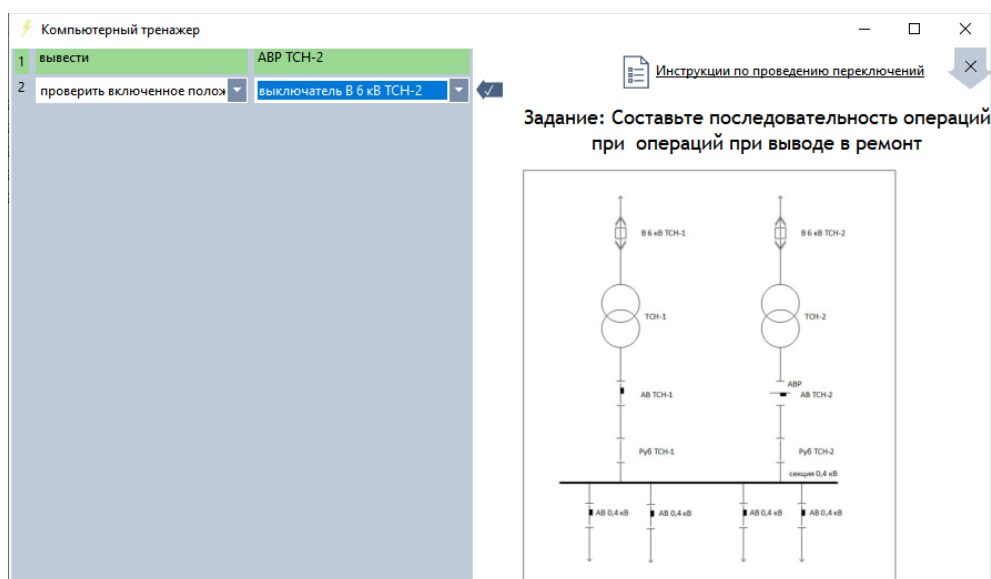 Компьютерный тренажер
1 вывести АВР ТСН-2
2 проверить включенное полож выключатель В 6 кВ ТСН-2
Инструкции по проведению переключений
Задание: Составьте последовательность операций
при операций при выводе в ремонт
В 6 кВ ТСН-1 В 6 кВ ТСН-2
ТСН-1 ТСН-2
АВР
АВ ТСН-1 АВ ТСН-2
Руб ТСН-1 Руб ТСН-2
секция 0,4 кВ
АВ 0,4 кВ АВ 0,4 кВ АВ 0,4 кВ АВ 0,4 кВ